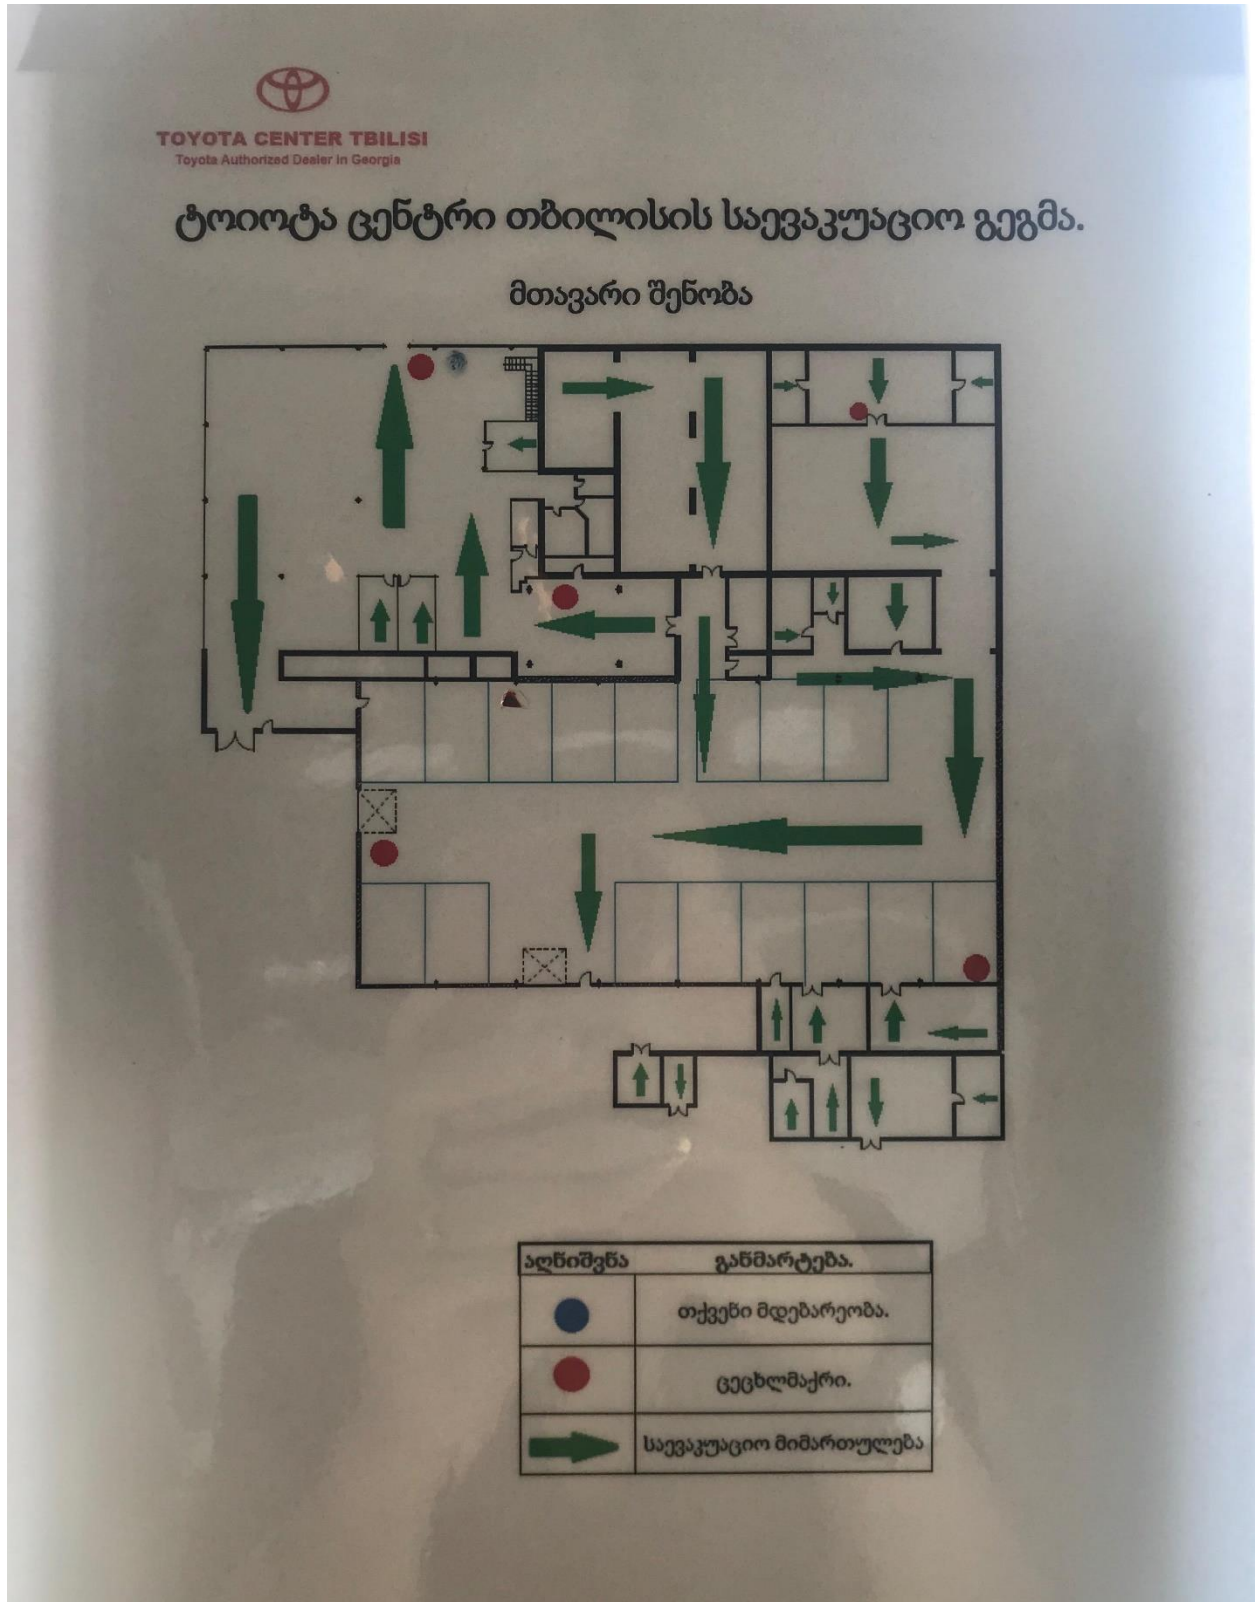 TOYOTA CENTER TBILISI
Toyota Authorized Dealer in Georgia
ტოიოტა ცენტრი თბილისის საევაკუაციო გეგმა.
მთავარი შენობა
აღნიშვნა განმარტება.
თქვენი მდებარეობა.
ცეცხლმაქრი.
საევაკუაციო მიმართულება